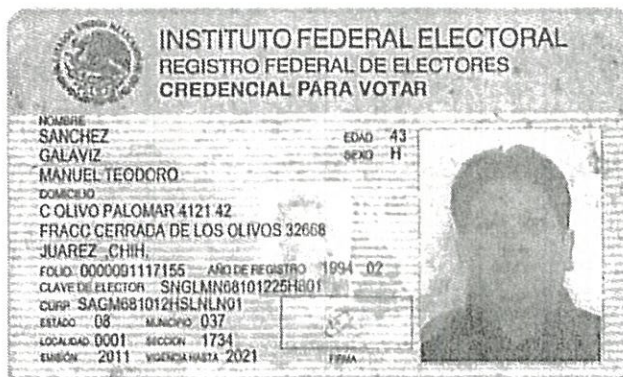 INSTITUTO FEDERAL ELECTORAL
REGISTRO FEDERAL DE ELECTORES
CREDENCIAL PARA VOTAR
NOMBRE
SANCHEZ
GALAVIZ
MANUEL TEODORO
EDAD 43
SEXO H
DOMICILIO
C OLIVO PALOMAR 4121 42
FRACC CERRADA DE LOS OLIVOS 32668
JUAREZ ,CHIH.
FOLIO 0000091117155 AÑO DE REGISTRO 1994 02
CLAVE DE ELECTOR SNGLMN68101225H801
CURP SAGM681012HSLNLN01
ESTADO 08 MUNICIPIO 037
LOCALIDAD 0001 SECCION 1734
EMISIÓN 2011 VIGENCIA HASTA 2021
FIRMA